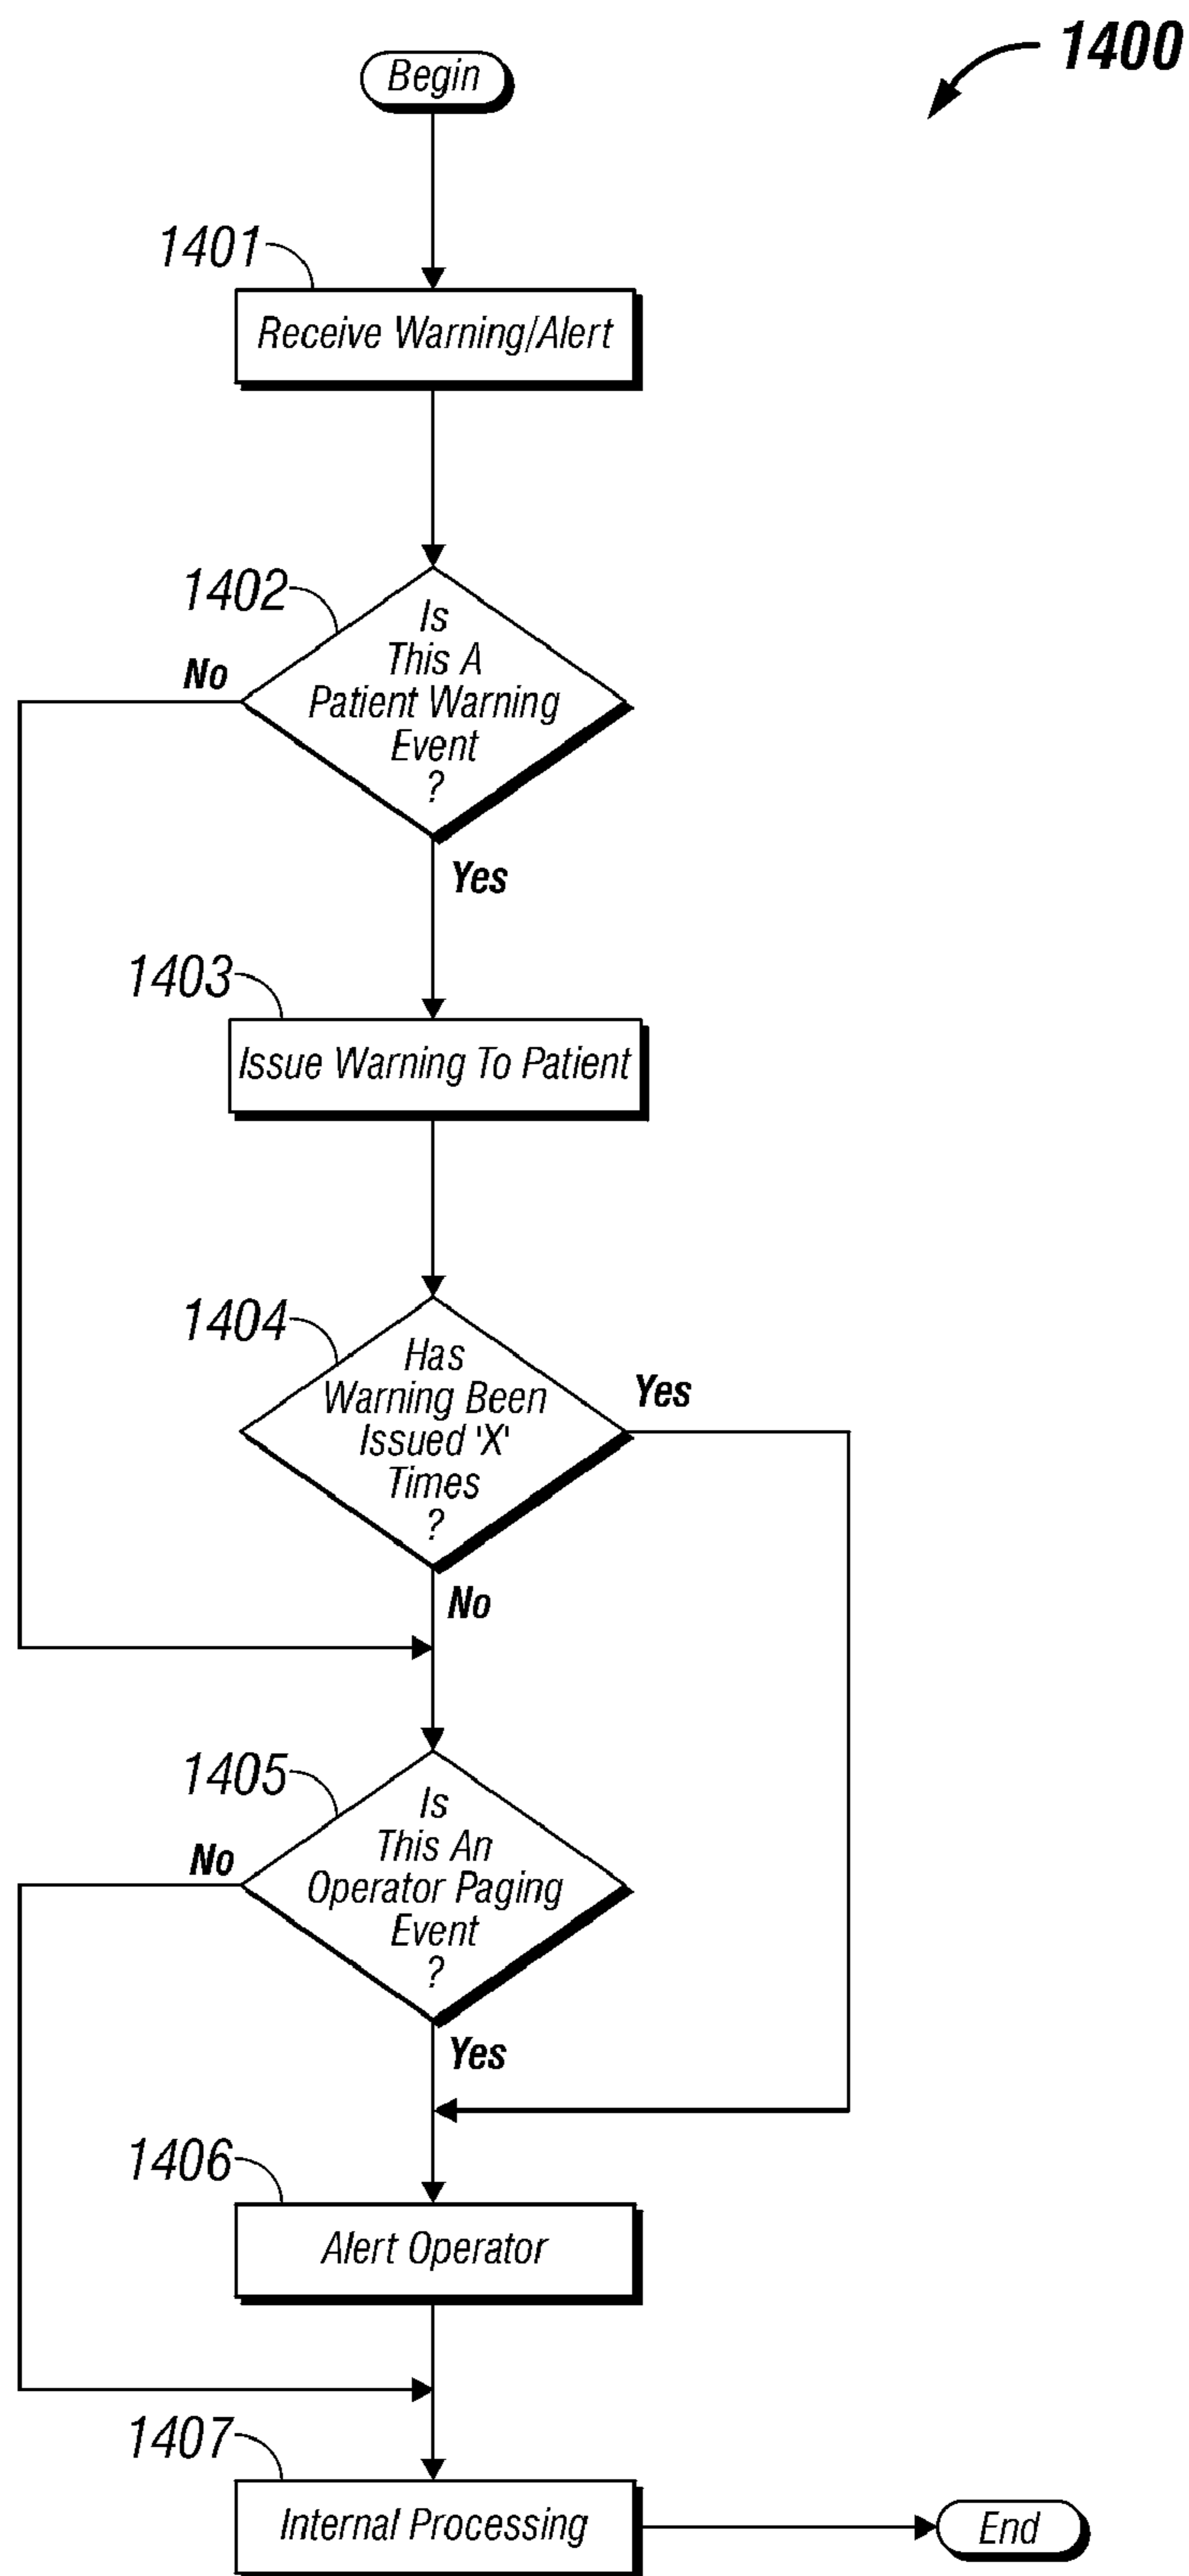 1400
Begin
1401
Receive Warning/Alert
1402
Is
This A
Patient Warning
Event
?
No
Yes
1403
Issue Warning To Patient
1404
Has
Warning Been
Issued 'X'
Times
?
Yes
No
1405
Is
This An
Operator Paging
Event
?
No
Yes
1406
Alert Operator
1407
Internal Processing
End